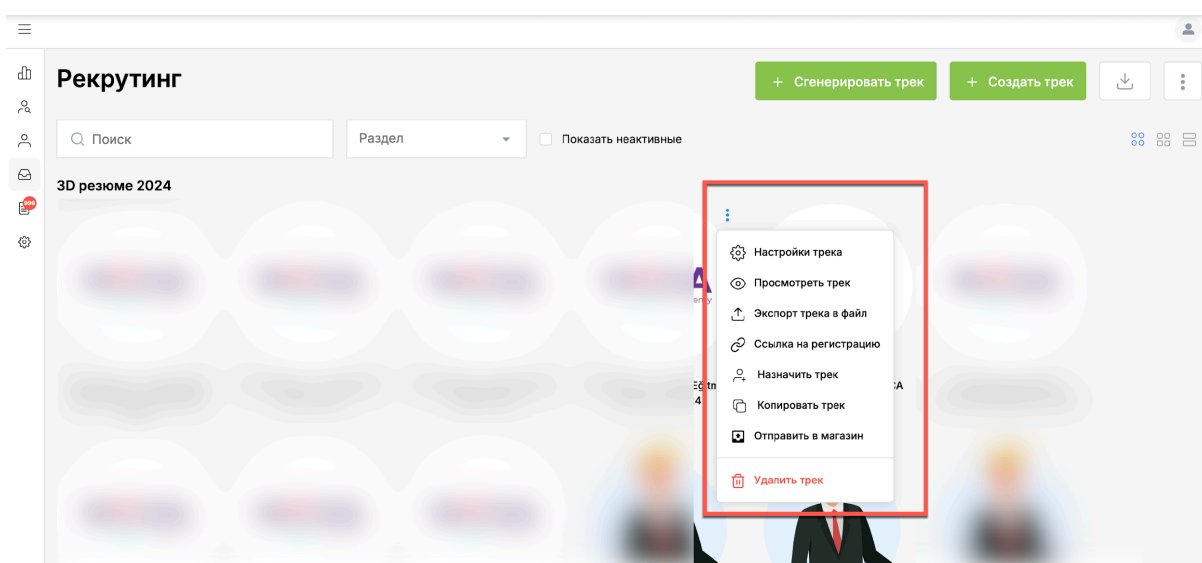 Рекрутинг
+ Сгенерировать трек
+ Создать трек
Поиск
Раздел
Показать неактивные
3D резюме 2024
999
Настройки трека
Просмотреть трек
Экспорт трека в файл
Ссылка на регистрацию
Назначить трек
Копировать трек
Отправить в магазин
Удалить трек